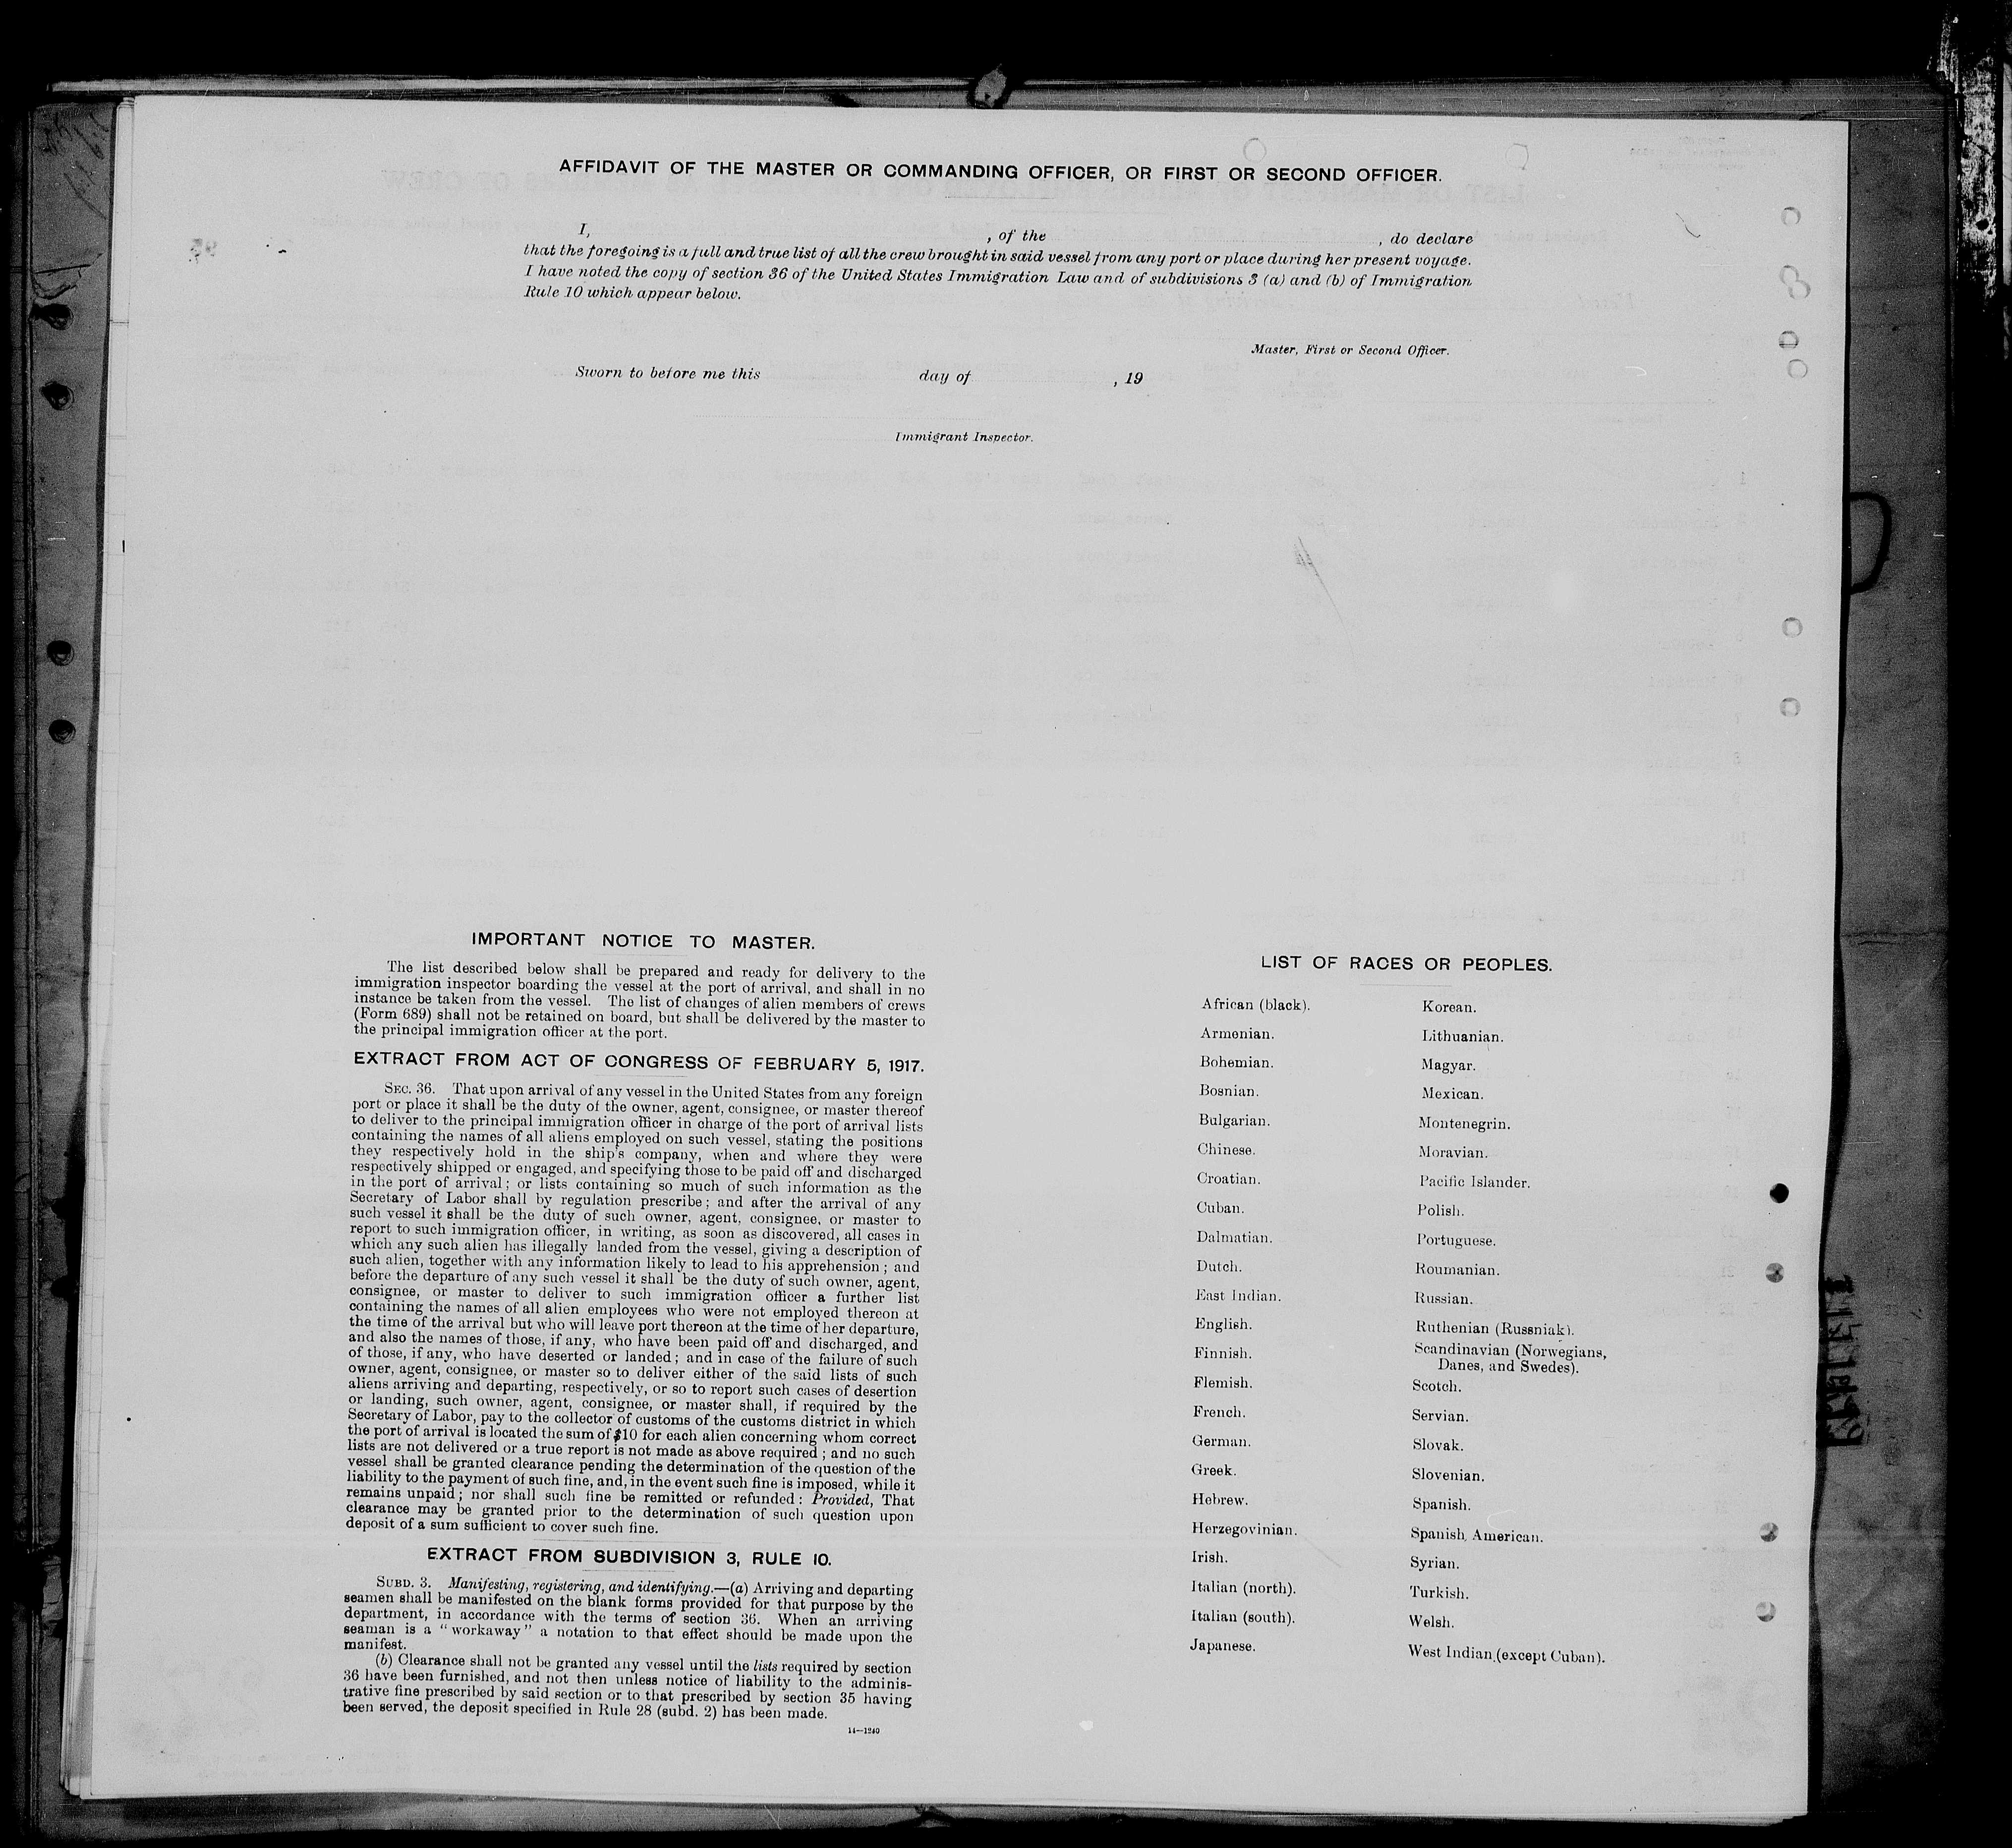 AFFIDAVIT OF THE MASTER OR COMMANDING OFFICER, OR FIRST OR SECOND OFFICER.
I, , of the , do declare
that the foregoing is a full and true list of all the crew brought in said vessel from any port or place during her present voyage.
I have noted the copy of section 36 of the United States Immigration Law and of subdivisions 3 (a) and (b) of Immigration
Rule 10 which appear below.
Master, First or Second Officer.
Sworn to before me this day of , 19
Immigrant Inspector.
IMPORTANT NOTICE TO MASTER.
The list described below shall be prepared and ready for delivery to the
immigration inspector boarding the vessel at the port of arrival, and shall in no
instance be taken from the vessel. The list of changes of alien members of crews
(Form 689) shall not be retained on board, but shall be delivered by the master to
the principal immigration officer at the port.
EXTRACT FROM ACT OF CONGRESS OF FEBRUARY 5, 1917.
SEC. 36. That upon arrival of any vessel in the United States from any foreign
port or place it shall be the duty of the owner, agent, consignee, or master thereof
to deliver to the principal immigration officer in charge of the port of arrival lists
containing the names of all aliens employed on such vessel, stating the positions
they respectively hold in the ship's company, when and where they were
respectively shipped or engaged, and specifying those to be paid off and discharged
in the port of arrival; or lists containing so much of such information as the
Secretary of Labor shall by regulation prescribe; and after the arrival of any
such vessel it shall be the duty of such owner, agent, consignee, or master to
report to such immigration officer, in writing, as soon as discovered, all cases in
which any such alien has illegally landed from the vessel, giving a description of
such alien, together with any information likely to lead to his apprehension; and
before the departure of any such vessel it shall be the duty of such owner, agent,
consignee, or master to deliver to such immigration officer a further list
containing the names of all alien employees who were not employed thereon at
the time of the arrival but who will leave port thereon at the time of her departure,
and also the names of those, if any, who have been paid off and discharged, and
of those, if any, who have deserted or landed; and in case of the failure of such
owner, agent, consignee, or master so to deliver either of the said lists of such
aliens arriving and departing, respectively, or so to report such cases of desertion
or landing, such owner, agent, consignee, or master shall, if required by the
Secretary of Labor, pay to the collector of customs of the customs district in which
the port of arrival is located the sum of $10 for each alien concerning whom correct
lists are not delivered or a true report is not made as above required; and no such
vessel shall be granted clearance pending the determination of the question of the
liability to the payment of such fine, and, in the event such fine is imposed, while it
remains unpaid; nor shall such fine be remitted or refunded: Provided, That
clearance may be granted prior to the determination of such question upon
deposit of a sum sufficient to cover such fine.
EXTRACT FROM SUBDIVISION 3, RULE 10.
SUBD. 3. Manifesting, registering, and identifying.—(a) Arriving and departing
seamen shall be manifested on the blank forms provided for that purpose by the
department, in accordance with the terms of section 36. When an arriving
seaman is a "workaway" a notation to that effect should be made upon the
manifest.
(b) Clearance shall not be granted any vessel until the lists required by section
36 have been furnished, and not then unless notice of liability to the adminis-
trative fine prescribed by said section or to that prescribed by section 35 having
been served, the deposit specified in Rule 28 (subd. 2) has been made.
14—1240
LIST OF RACES OR PEOPLES.
African (black).
Armenian.
Bohemian.
Bosnian.
Bulgarian.
Chinese.
Croatian.
Cuban.
Dalmatian.
Dutch.
East Indian.
English.
Finnish.
Flemish.
French.
German.
Greek.
Hebrew.
Herzegovinian.
Irish.
Italian (north).
Italian (south).
Japanese.
Korean.
Lithuanian.
Magyar.
Mexican.
Montenegrin.
Moravian.
Pacific Islander.
Polish.
Portuguese.
Roumanian.
Russian.
Ruthenian (Russniak).
Scandinavian (Norwegians,
Danes, and Swedes).
Scotch.
Servian.
Slovak.
Slovenian.
Spanish.
Spanish American.
Syrian.
Turkish.
Welsh.
West Indian (except Cuban).